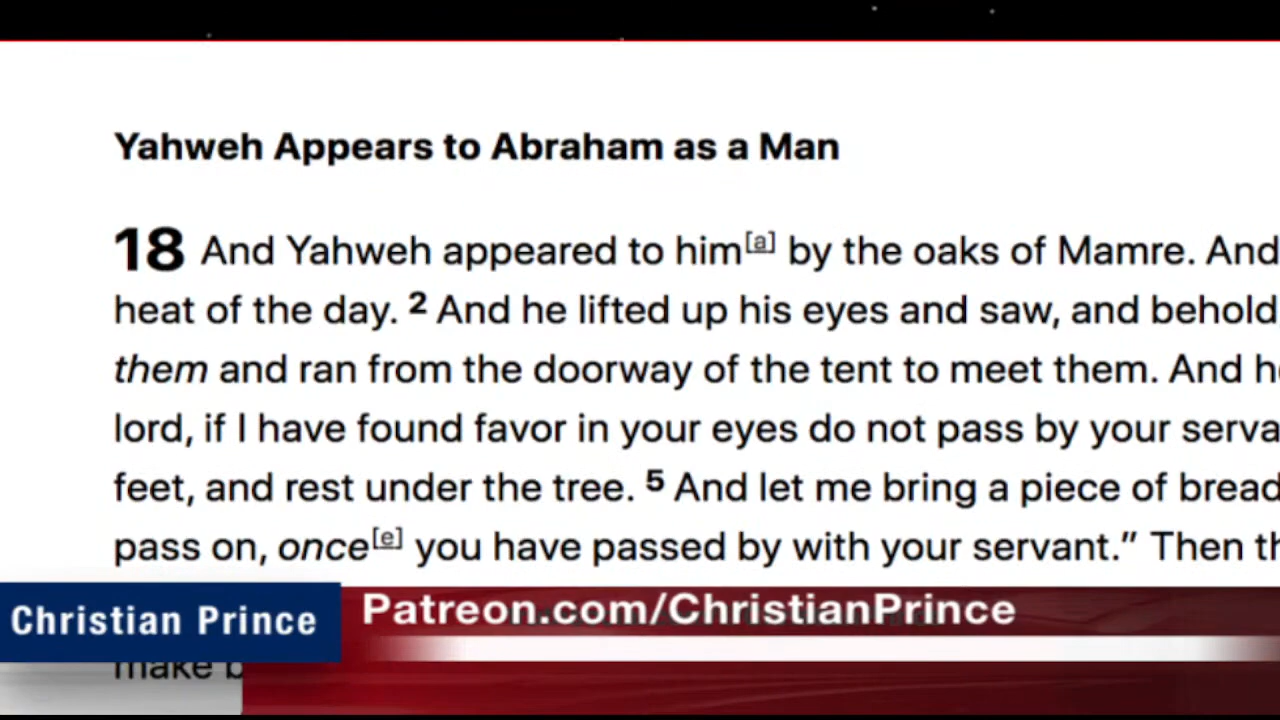 Yahweh Appears to Abraham as a Man
18 And Yahweh appeared to him[a] by the oaks of Mamre. And
heat of the day. 2 And he lifted up his eyes and saw, and behold
them and ran from the doorway of the tent to meet them. And
lord, if I have found favor in your eyes do not pass by your serva
feet, and rest under the tree. 5 And let me bring a piece of bread
pass on, once[e] you have passed by with your servant.” Then
Christian Prince
Patreon.com/ChristianPrince
make